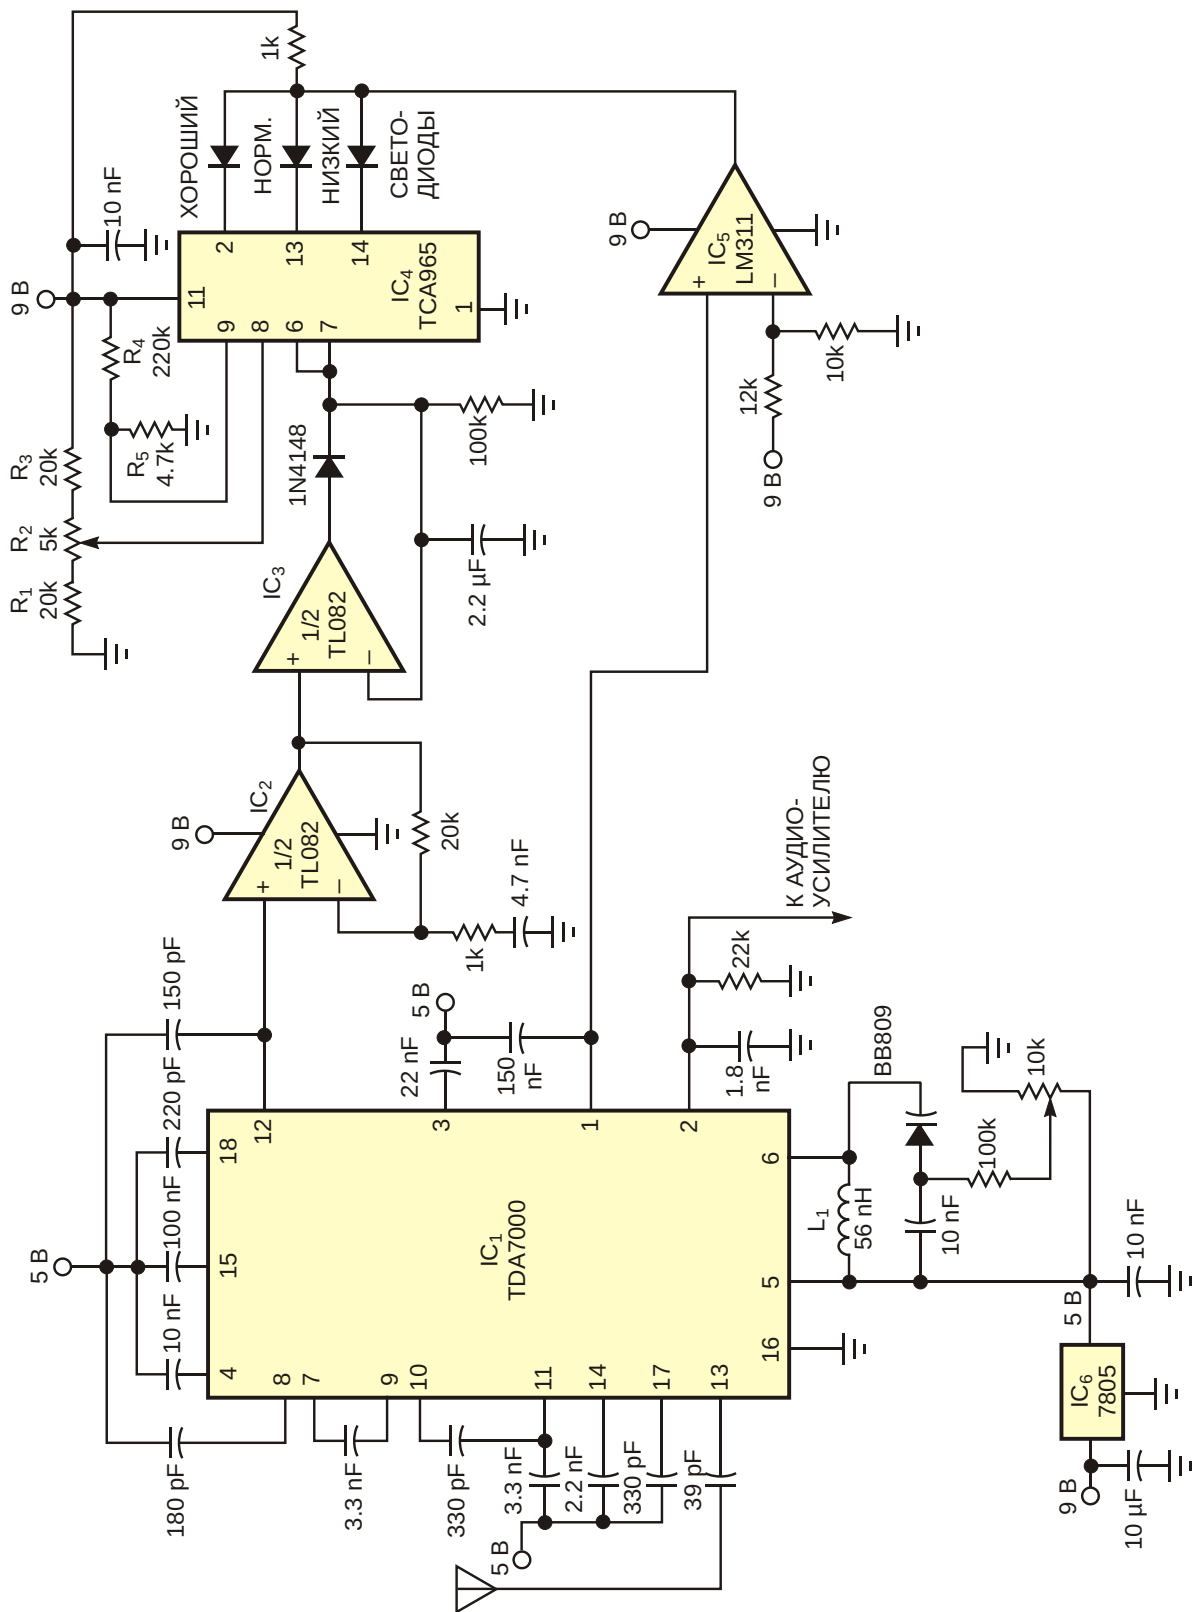 1k
ХОРОШИЙ
НОРМ.
НИЗКИЙ
СВЕТО-
ДИОДЫ
10 nF
9 В
2
13
14
11
IC4
TCA965
1
9
8
6
7
R4
220k
R5
4.7k
R3
20k
R2
5k
R1
20k
1N4148
100k
2.2 µF
IC3
1/2
TL082
+
–
9 В
IC5
LM311
+
–
10k
12k
9 В
9 В
IC2
1/2
TL082
+
–
20k
1k
4.7 nF
К АУДИО-
УСИЛИТЕЛЮ
150 pF
220 pF
100 nF
10 nF
5 В
5 В
22 nF
150
nF
22k
1.8
nF
12
18
15
4
3
1
2
6
5
16
8
7
9
10
11
14
17
13
IC1
TDA7000
BB809
L1
56 nH
10 nF
100k
10k
10 nF
5 В
IC6
7805
9 В
10 µF
180 pF
3.3 nF
330 pF
3.3 nF
2.2 nF
330 pF
39 pF
5 В